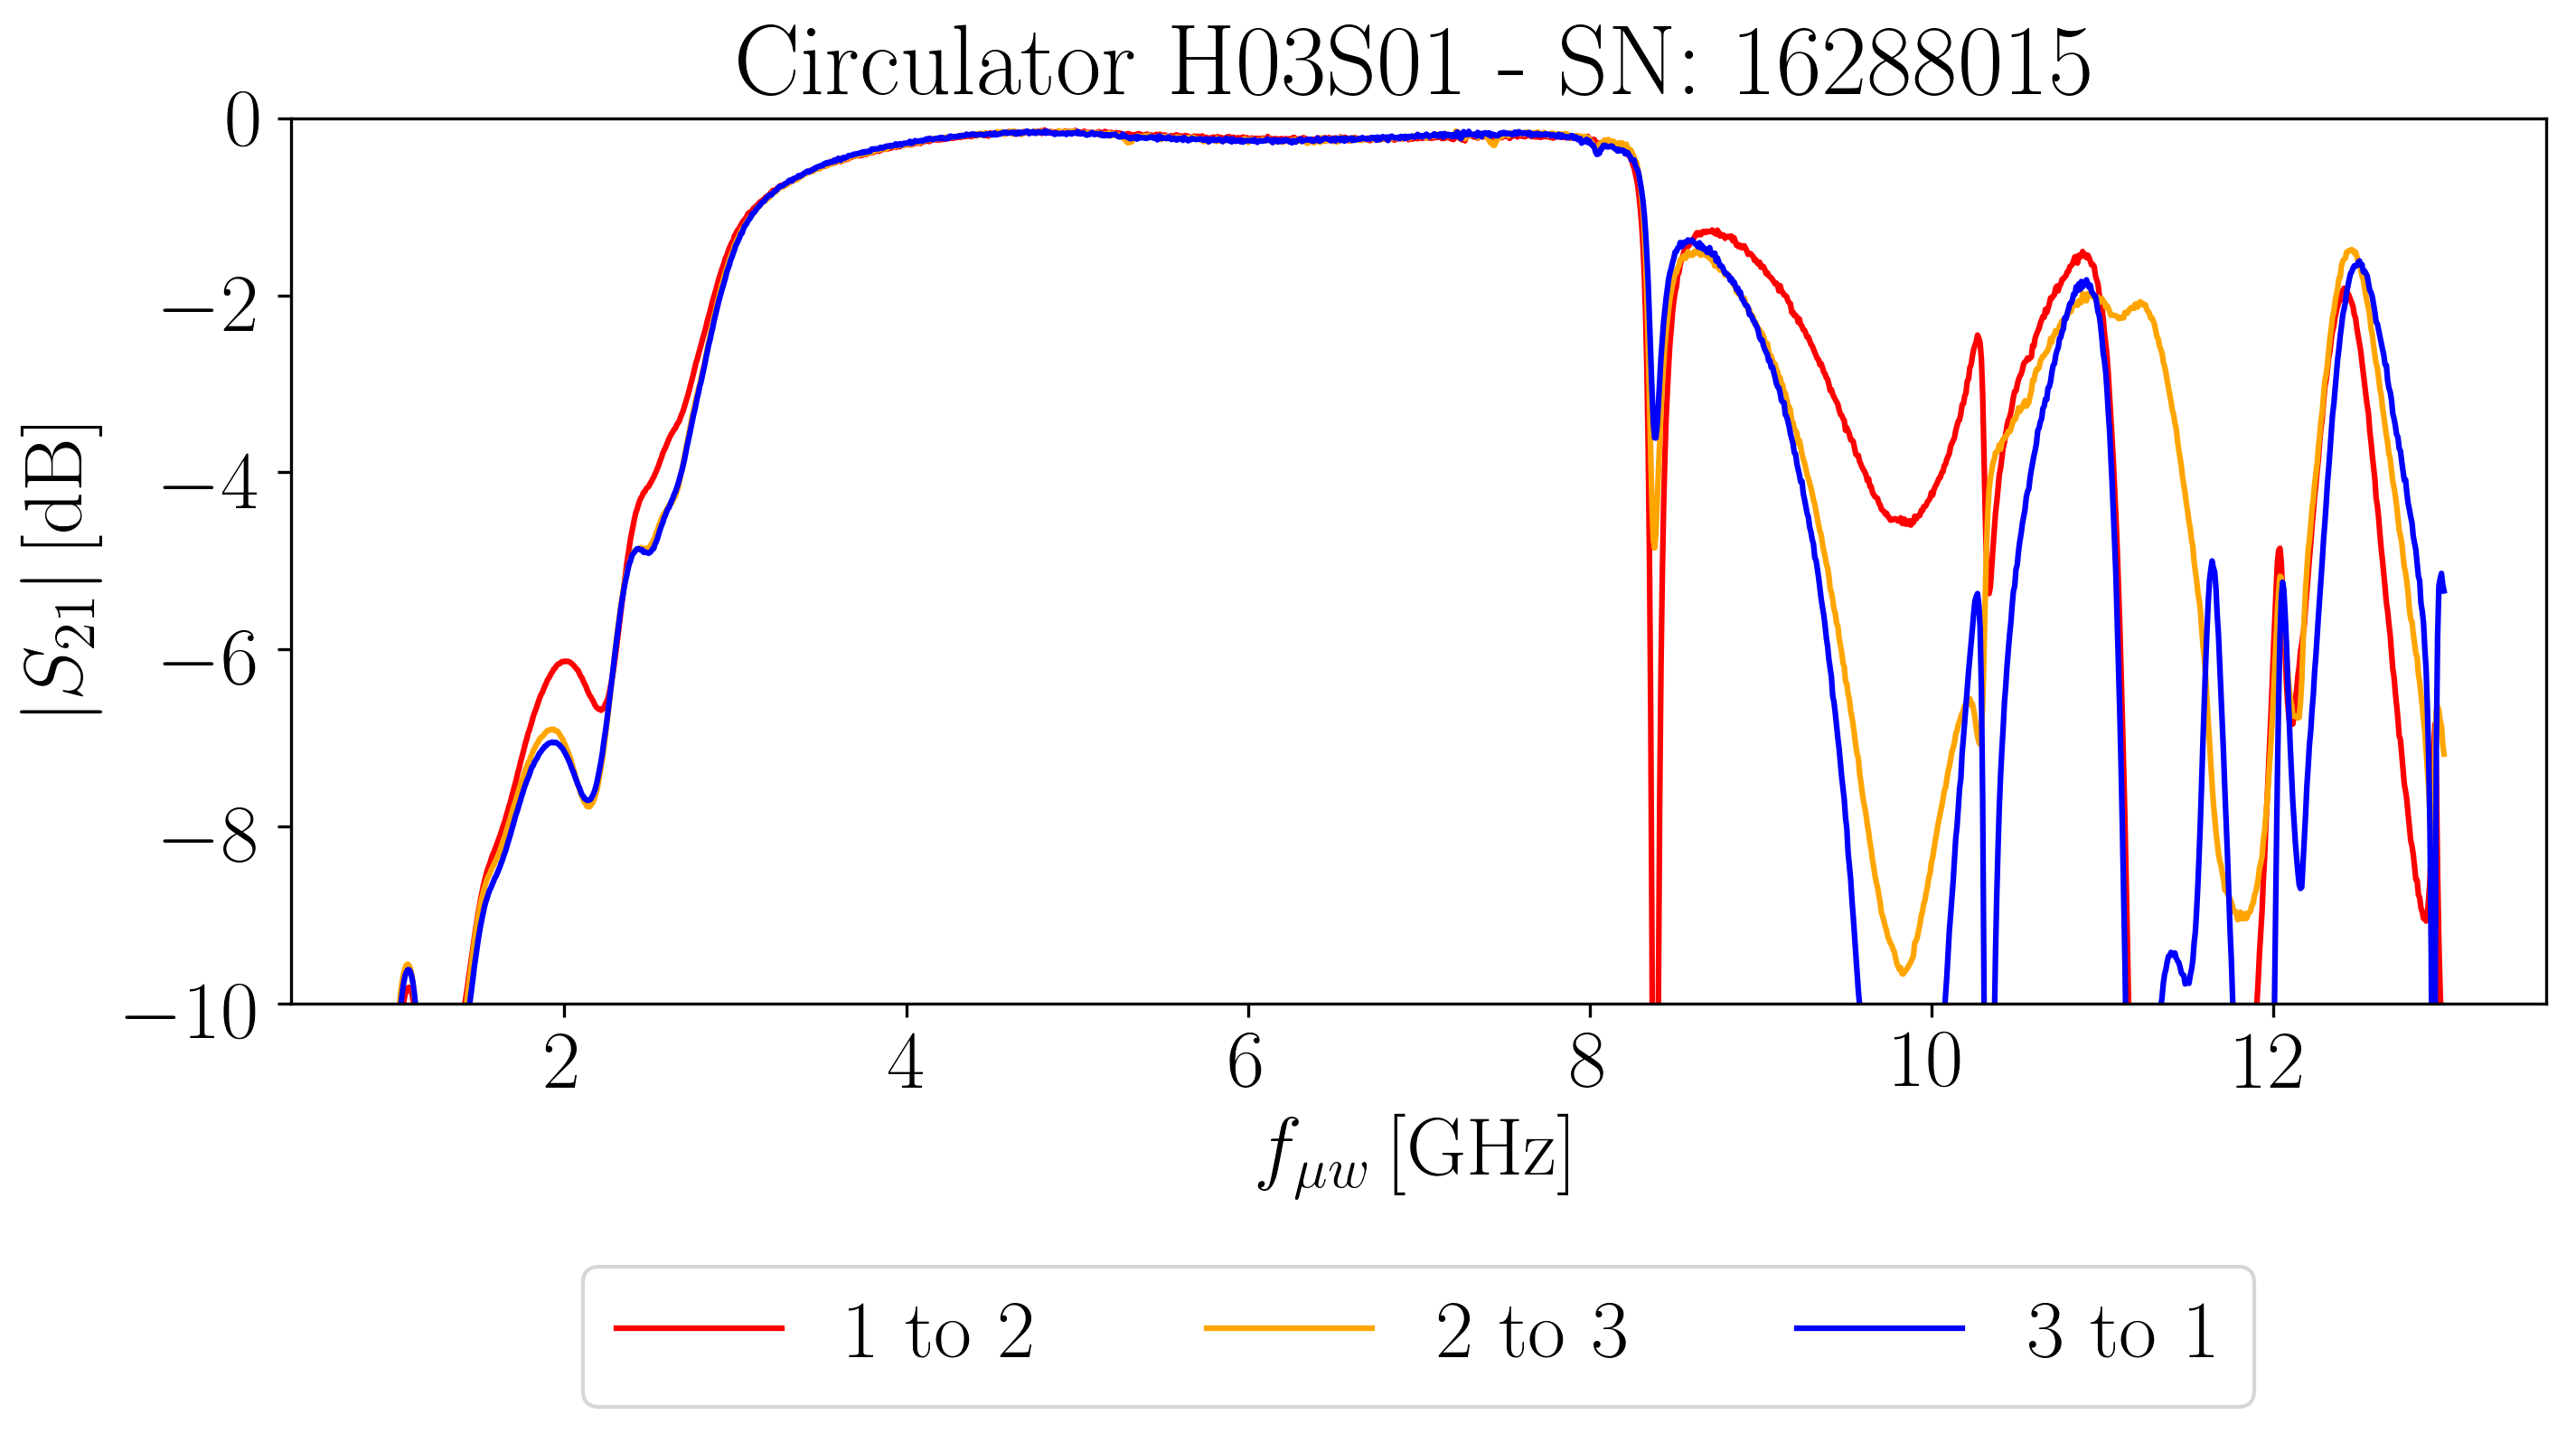 Circulator H03S01 - SN: 16288015
|S₂₁| [dB]
0
−2
−4
−6
−8
−10
2 4 6 8 10 12
f_μw [GHz]
1 to 2 2 to 3 3 to 1